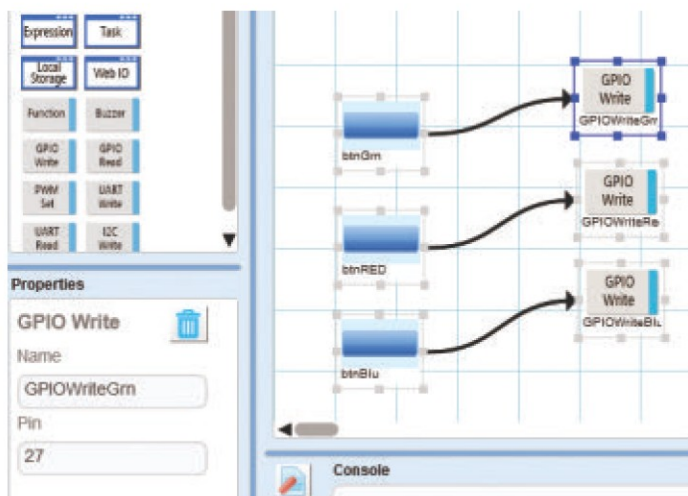 Expression
Task
Local
Storage
Web IO
Function
Buzzer
GPIO
Write
GPIO
Read
PWM
Set
UART
Write
UART
Read
I2C
Write
Properties
GPIO Write
Name
GPIOWriteGrn
Pin
27
btnGrn
btnRED
btnBlu
GPIO
Write
GPIOWriteGrr
GPIO
Write
GPIOWriteRe
GPIO
Write
GPIOWriteBlu
Console